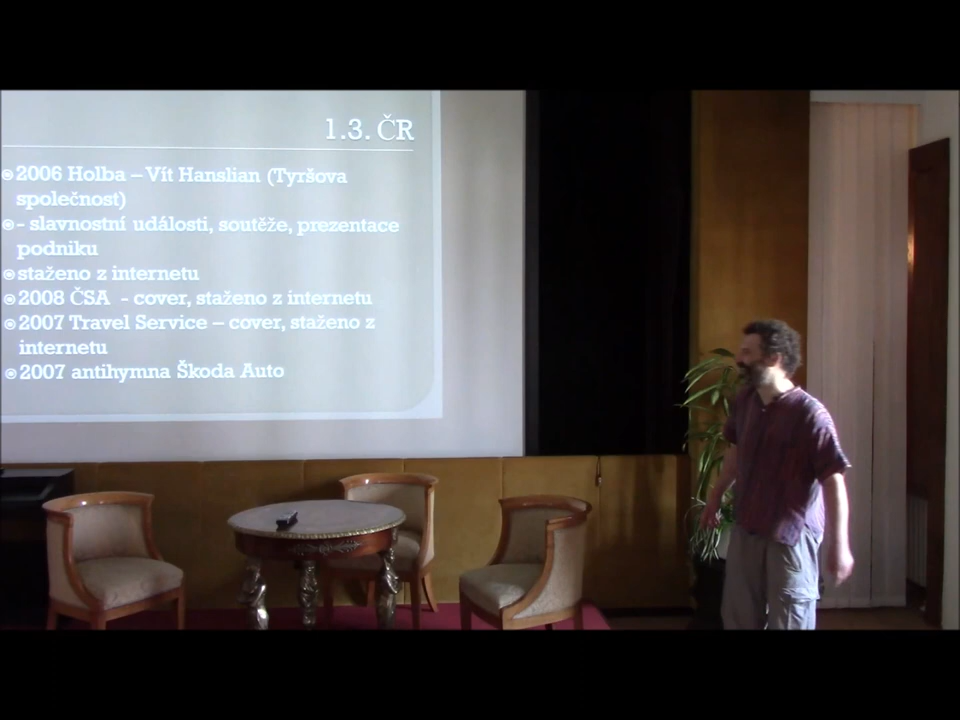 1.3. ČR
2006 Holba – Vít Hanslian (Tyršova
společnost)
- slavnostní události, soutěže, prezentace
podniku
staženo z internetu
2008 ČSA - cover, staženo z internetu
2007 Travel Service – cover, staženo z
internetu
2007 antihymna Škoda Auto